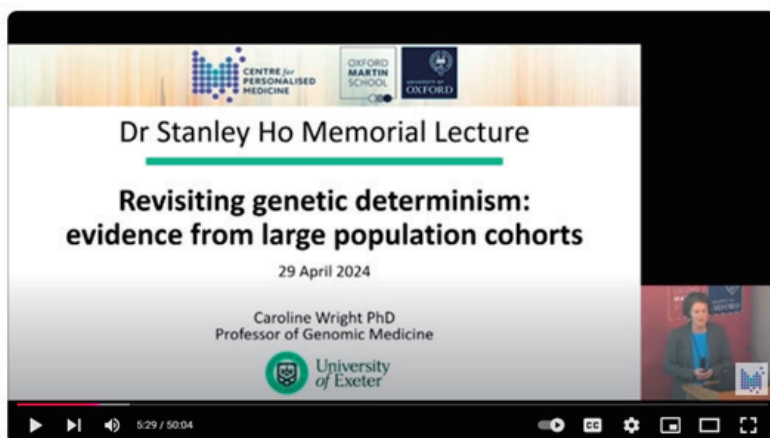 CENTRE for
PERSONALISED
MEDICINE
OXFORD
MARTIN
SCHOOL
UNIVERSITY OF
OXFORD
Dr Stanley Ho Memorial Lecture
Revisiting genetic determinism:
evidence from large population cohorts
29 April 2024
Caroline Wright PhD
Professor of Genomic Medicine
University
of Exeter
5:29 / 50:04
CC